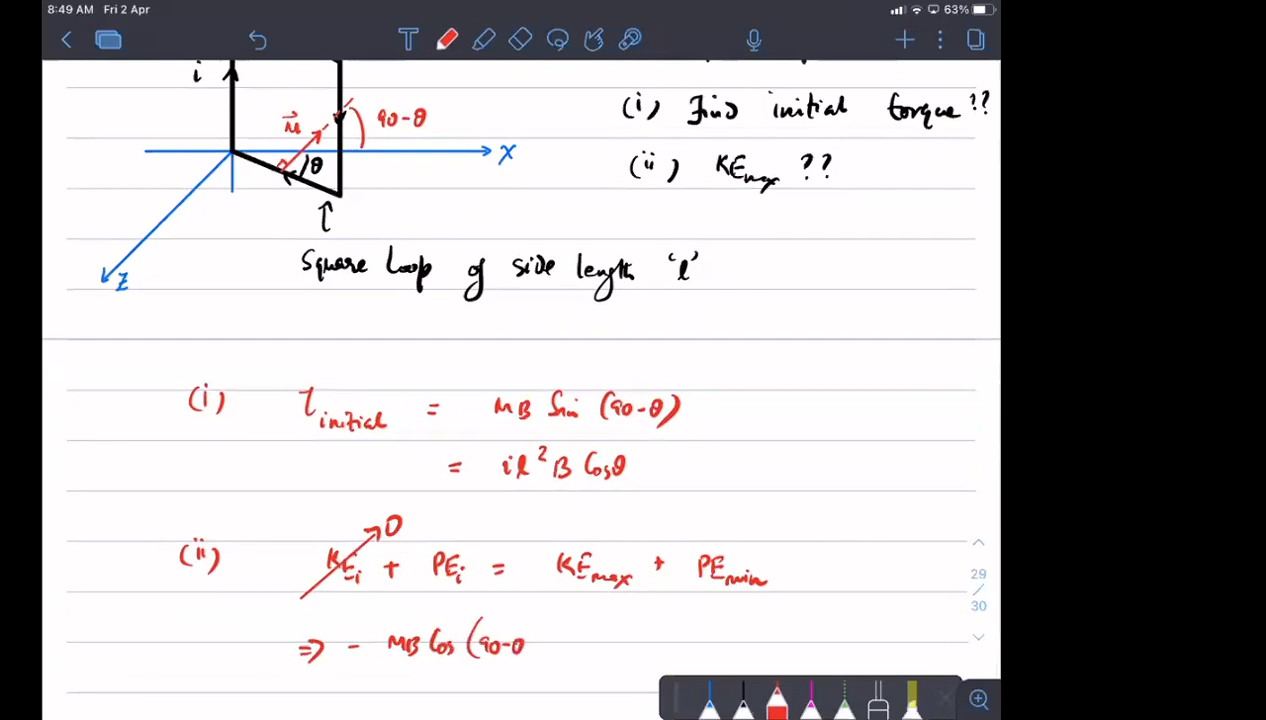 8:49 AM Fri 2 Apr
63%
i
(i) Find initial torque??
M 90-θ
X
(ii) KEmax ??
θ
Z
Square Loop of side length 'l'
(i) τinitial = MB Sin (90-θ)
= il²B Cosθ
(ii) KEi → 0 + PEi = KEmax + PEmin
29
/
30
⇒ - MB Cos (90-θ